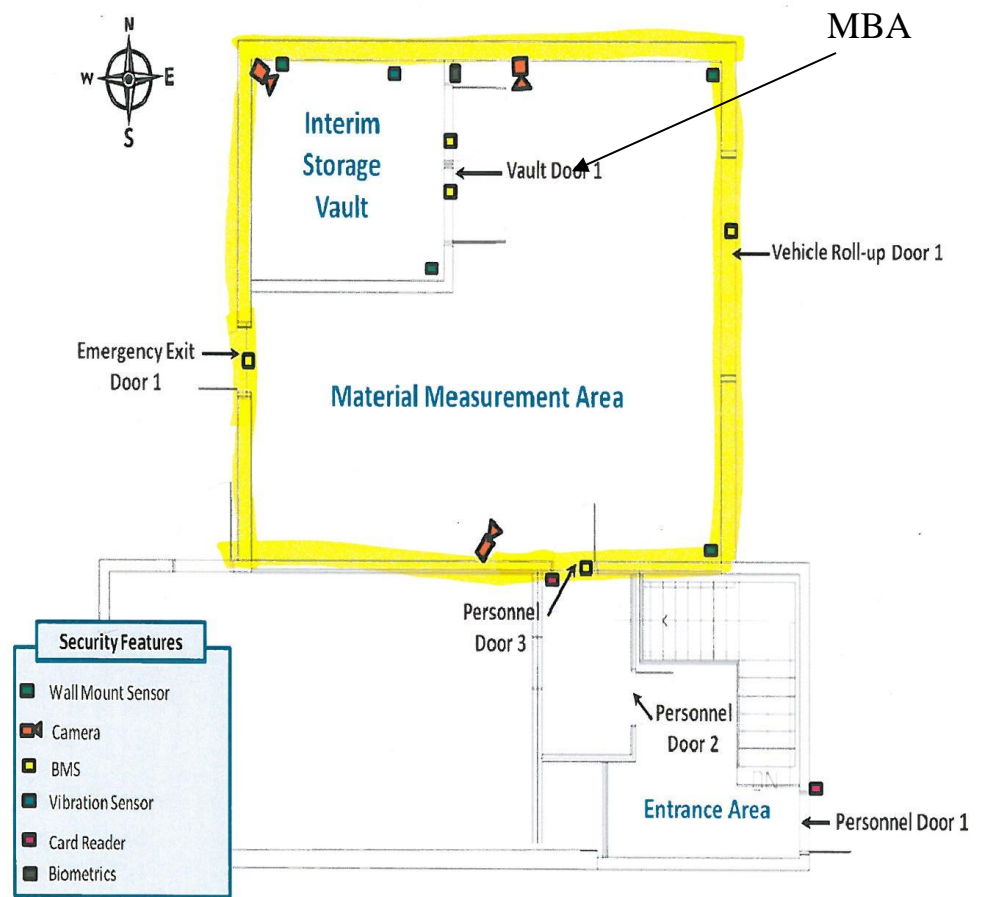 MBA
N
W E
S
Interim
Storage
Vault
Vault Door 1
Vehicle Roll-up Door 1
Emergency Exit
Door 1
Material Measurement Area
Personnel
Door 3
Security Features
Wall Mount Sensor
Camera
BMS
Vibration Sensor
Card Reader
Biometrics
Personnel
Door 2
DN
Entrance Area
Personnel Door 1